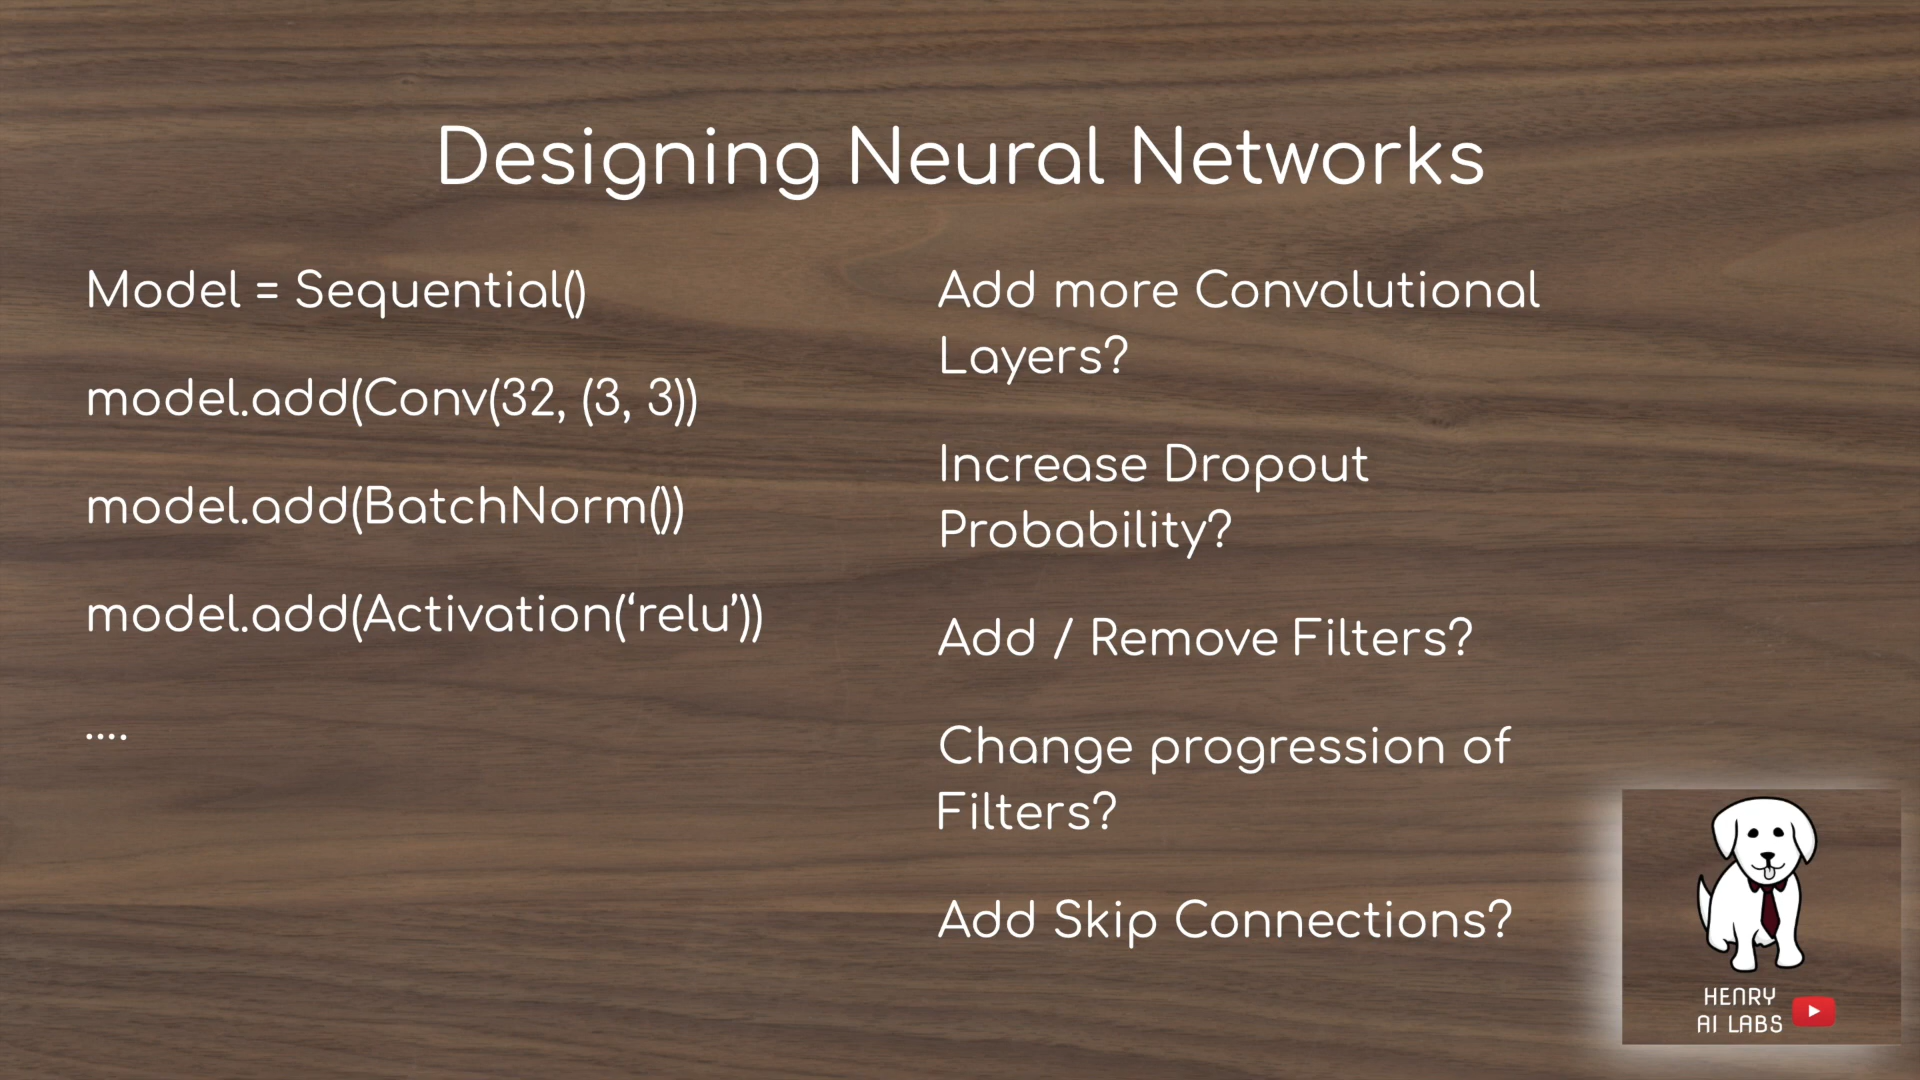 Designing Neural Networks
Model = Sequential()
model.add(Conv(32, (3, 3))
model.add(BatchNorm())
model.add(Activation(‘relu’))
....
Add more Convolutional
Layers?
Increase Dropout
Probability?
Add / Remove Filters?
Change progression of
Filters?
Add Skip Connections?
HENRY
AI LABS